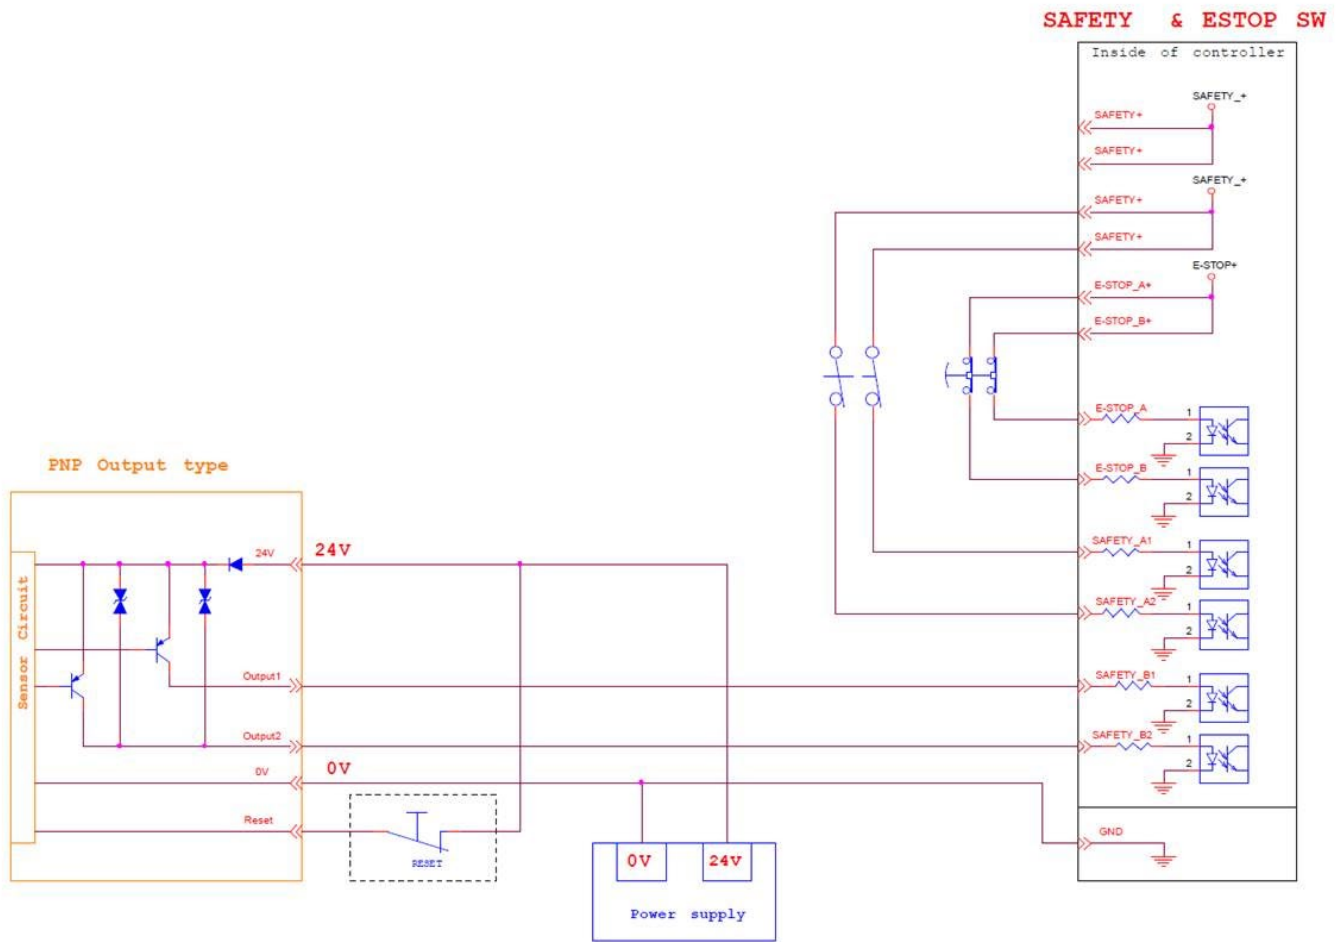 SAFETY & ESTOP SW
Inside of controller
SAFETY_+
SAFETY+
SAFETY+
SAFETY_+
SAFETY+
SAFETY+
E-STOP+
E-STOP_A+
E-STOP_B+
E-STOP_A
1
2
E-STOP_B
1
2
SAFETY_A1
1
2
SAFETY_A2
1
2
SAFETY_B1
1
2
SAFETY_B2
1
2
GND
PNP Output type
Sensor Circuit
24V
24V
Output1
Output2
0V
0V
Reset
RESET
0V
24V
Power supply